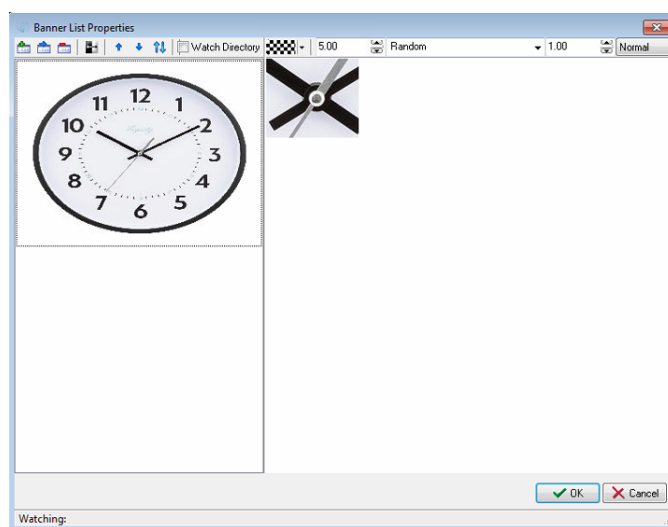 Banner List Properties
Watch Directory 5.00 Random 1.00 Normal
12
11 1
10 2
9 3
8 4
7 5
6
OK Cancel
Watching: